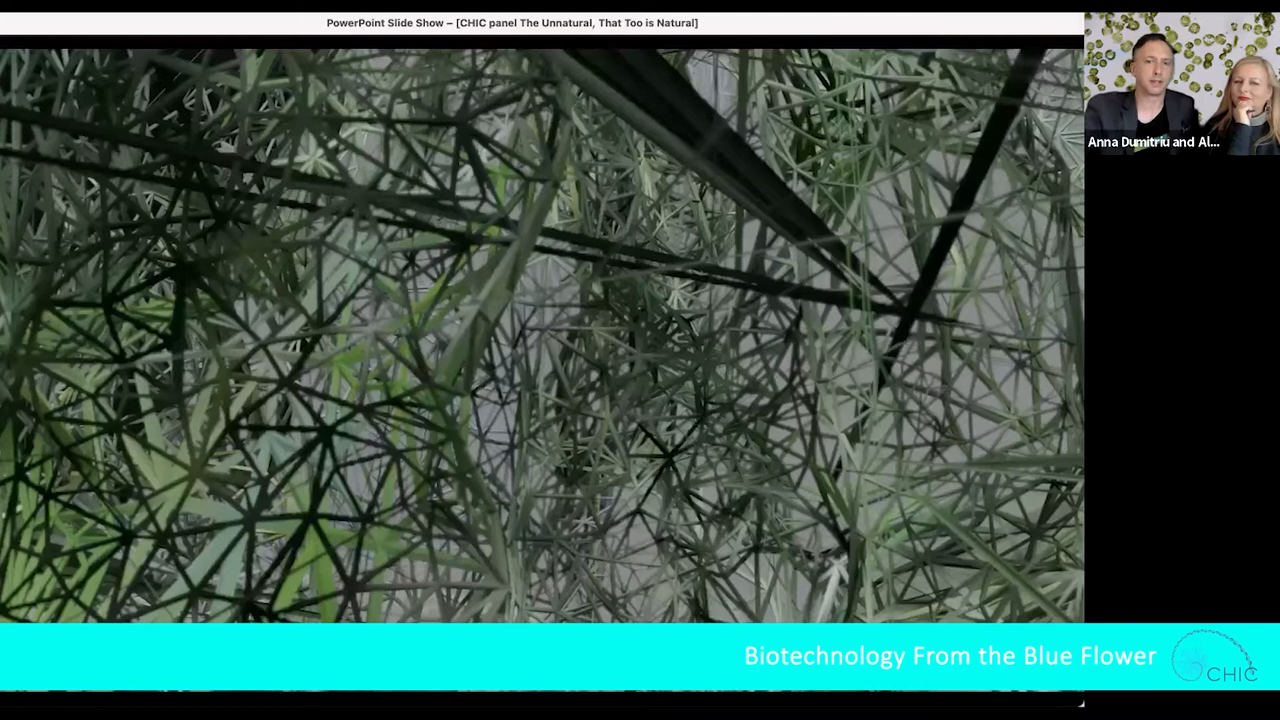 PowerPoint Slide Show – [CHIC panel The Unnatural, That Too is Natural]
Anna Dumitriu and Al...
Biotechnology From the Blue Flower
CHIC